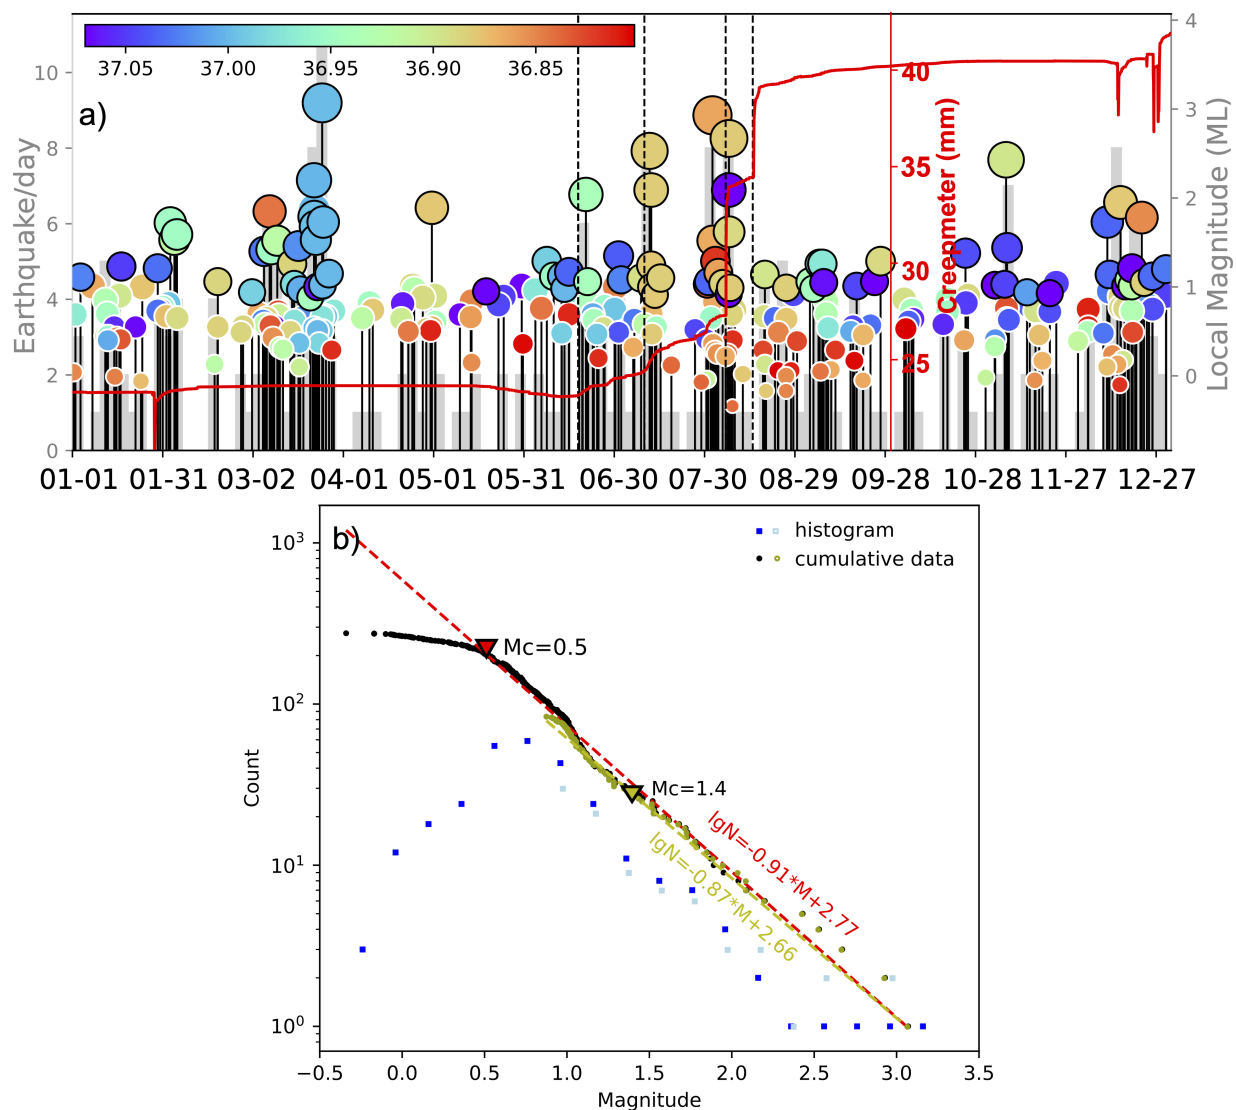 37.05 37.00 36.95 36.90 36.85
a)
Earthquake/day
0
2
4
6
8
10
Creepmeter (mm)
25
30
35
40
Local Magnitude (ML)
0
1
2
3
4
01-01 01-31 03-02 04-01 05-01 05-31 06-30 07-30 08-29 09-28 10-28 11-27 12-27
b)
histogram
cumulative data
Mc=0.5
Mc=1.4
lgN=-0.91*M+2.77
lgN=-0.87*M+2.66
Count
10³
10²
10¹
10⁰
−0.5 0.0 0.5 1.0 1.5 2.0 2.5 3.0 3.5
Magnitude